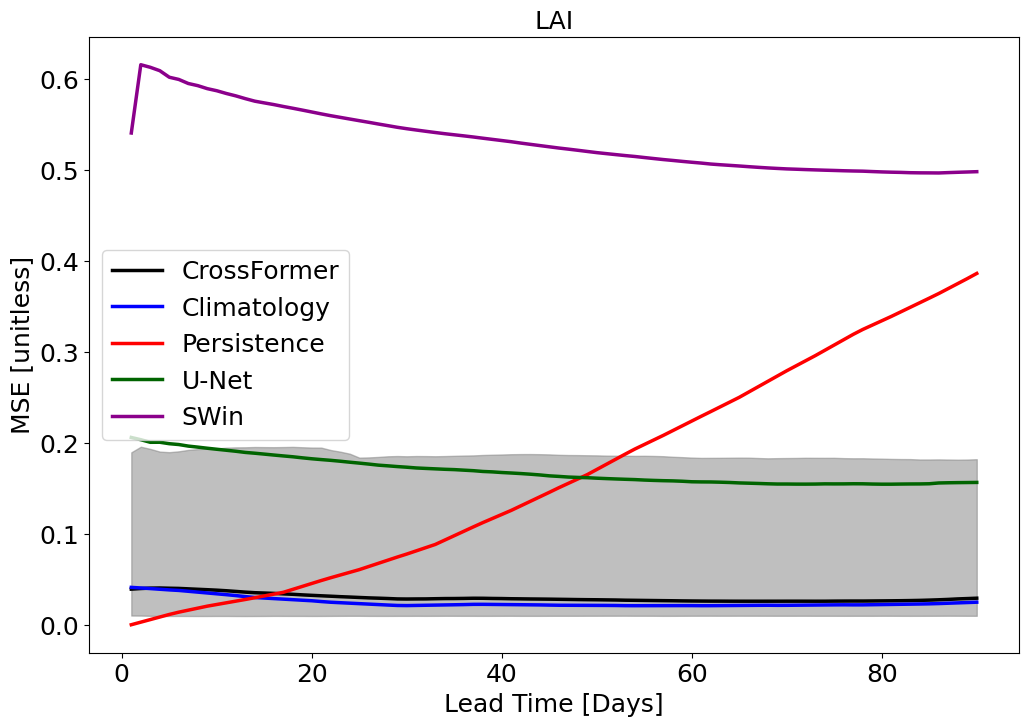 LAI
MSE [unitless]
0.6
0.5
0.4
0.3
0.2
0.1
0.0
CrossFormer
Climatology
Persistence
U-Net
SWin
0 20 40 60 80
Lead Time [Days]